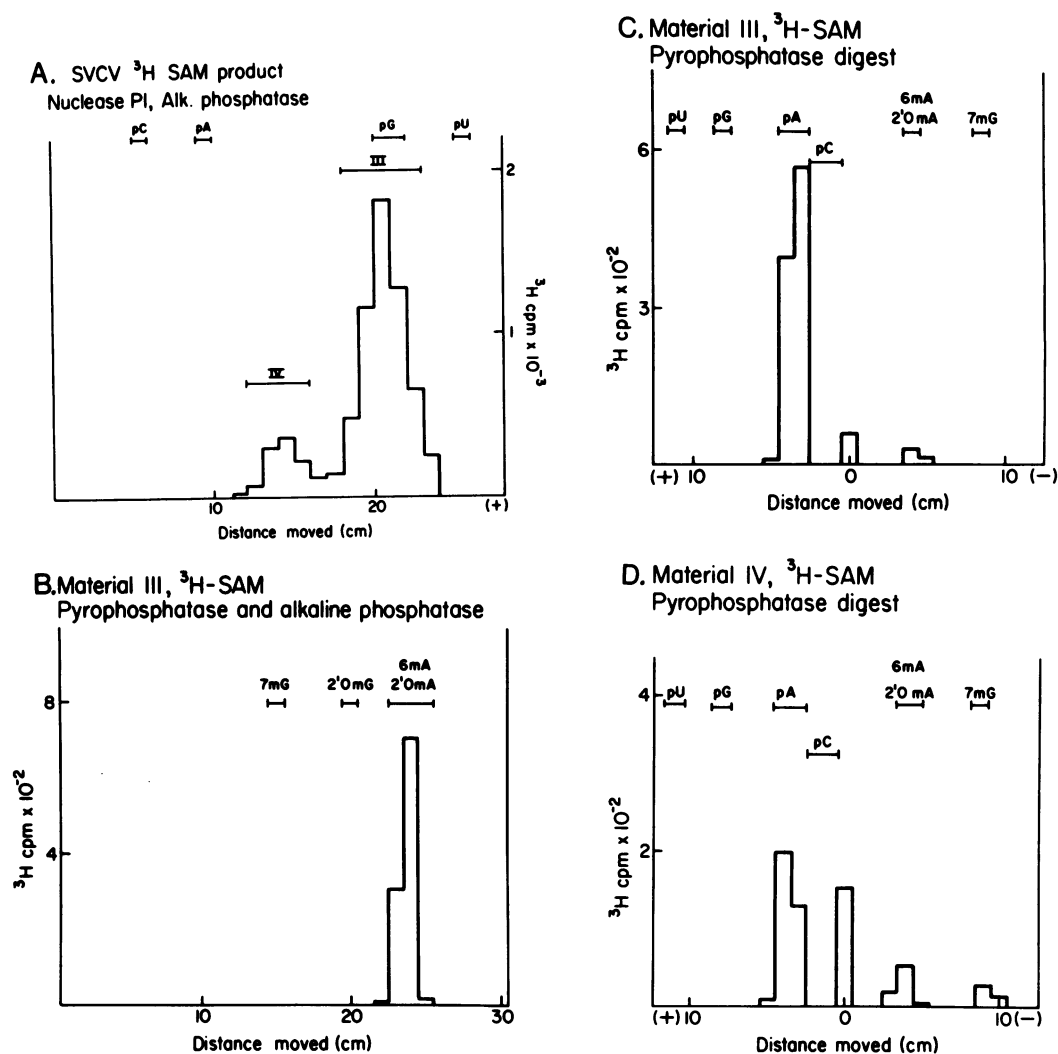 A. SVCV ³H SAM product
Nuclease PI, Alk. phosphatase
pC pA pG pU
III
IV
2
1
³H cpm x 10⁻³
10 20 (+)
Distance moved (cm)
B. Material III, ³H-SAM
Pyrophosphatase and alkaline phosphatase
6mA
7mG 2'OmG 2'OmA
8
4
³H cpm x 10⁻²
10 20 30
Distance moved (cm)
C. Material III, ³H-SAM
Pyrophosphatase digest
6mA
pU pG pA 2'O mA 7mG
pC
6
3
³H cpm x 10⁻²
(+) 10 0 10 (-)
Distance moved (cm)
D. Material IV, ³H-SAM
Pyrophosphatase digest
6mA
pU pG pA 2'O mA 7mG
pC
4
2
³H cpm x 10⁻²
(+) 10 0 10 (-)
Distance moved (cm)